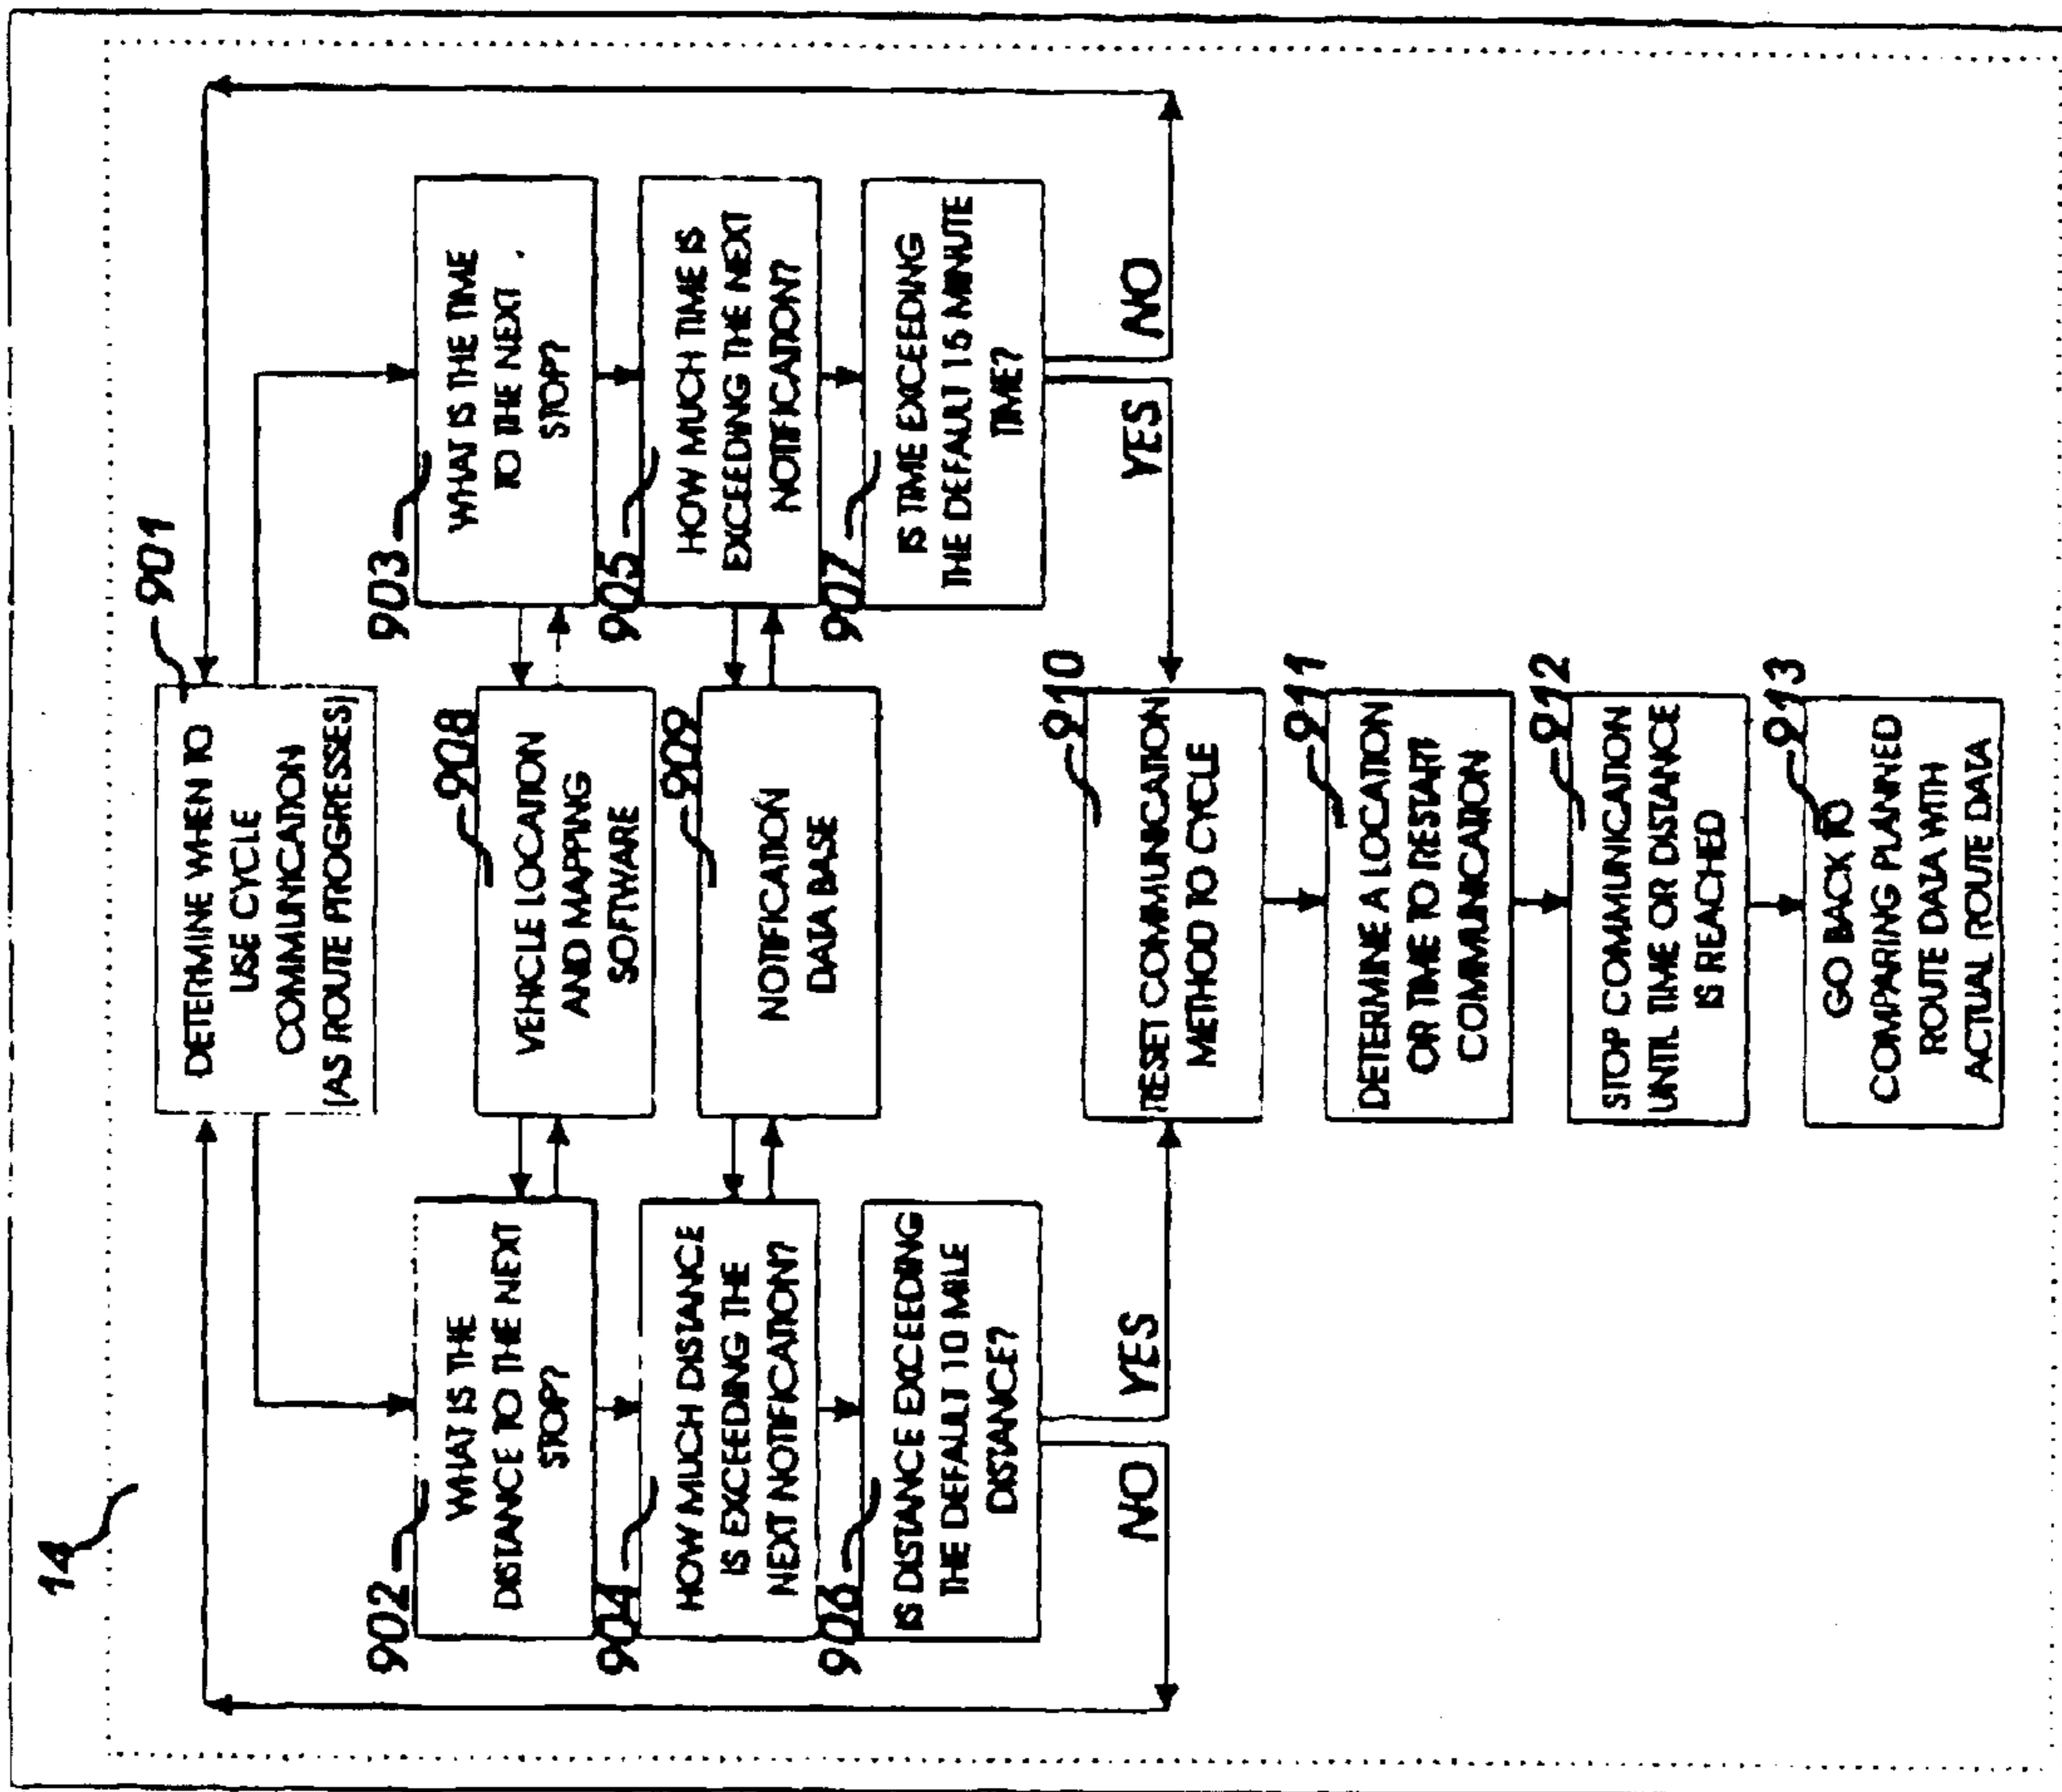 14
901
DETERMINE WHEN TO
USE CYCLE
COMMUNICATION
(AS ROUTE PROGRESSES)
902
WHAT IS THE
DISTANCE TO THE NEXT
STOP?
908
VEHICLE LOCATION
AND MAPPING
SOFTWARE
903
WHAT IS THE TIME
TO THE NEXT
STOP?
904
HOW MUCH DISTANCE
IS EXCEEDING THE
NEXT NOTIFICATION?
909
NOTIFICATION
DATA BASE
905
HOW MUCH TIME IS
EXCEEDING THE NEXT
NOTIFICATION?
906
IS DISTANCE EXCEEDING
THE DEFAULT 10 MILE
DISTANCE?
907
IS TIME EXCEEDING
THE DEFAULT 15 MINUTE
TIME?
NO
YES
YES
NO
910
RESET COMMUNICATION
METHOD TO CYCLE
911
DETERMINE A LOCATION
OR TIME TO RESTART
COMMUNICATION
912
STOP COMMUNICATION
UNTIL TIME OR DISTANCE
IS REACHED
913
GO BACK TO
COMPARING PLANNED
ROUTE DATA WITH
ACTUAL ROUTE DATA